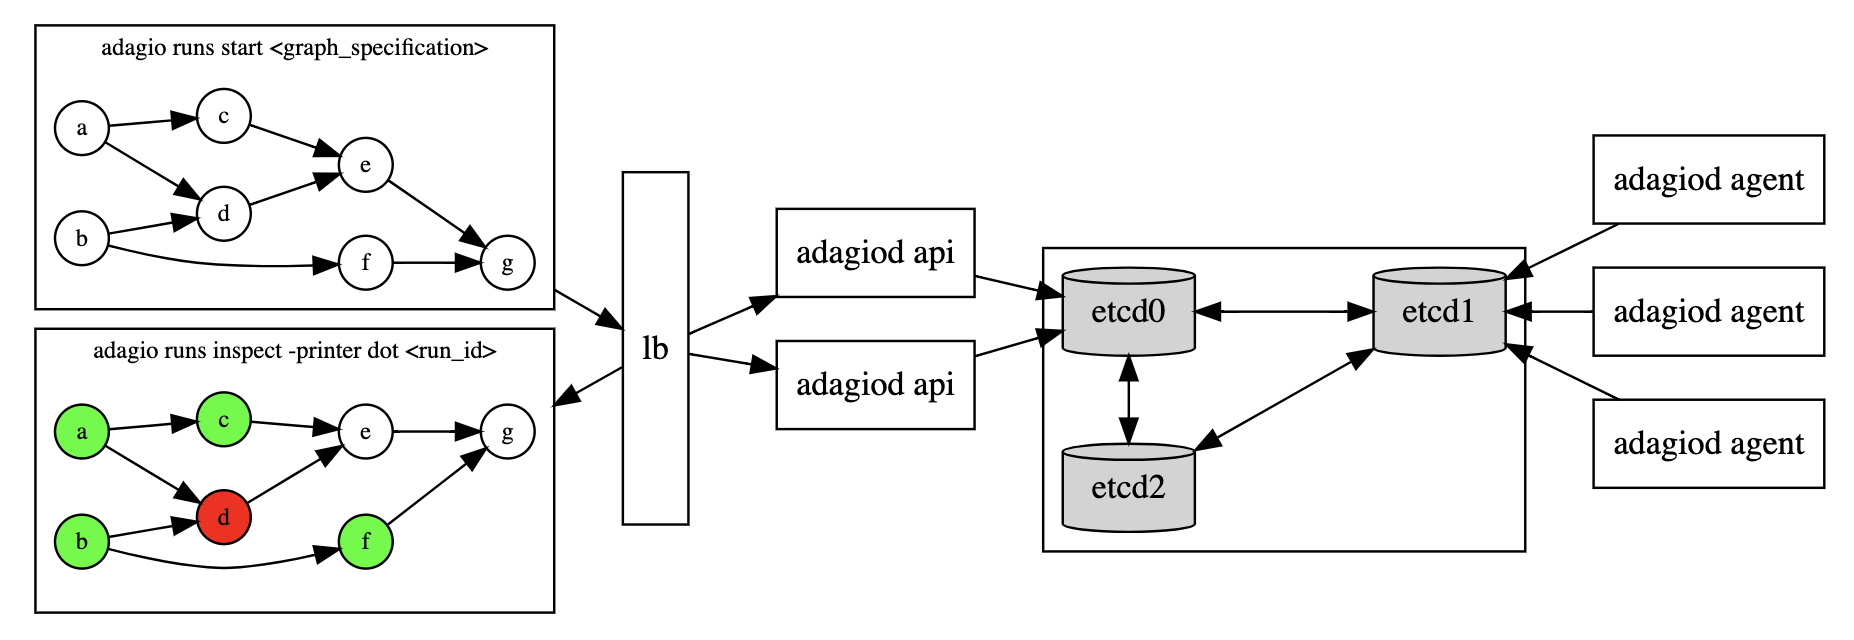 adagio runs start <graph_specification>
a
c
e
d
b
f
g
adagio runs inspect -printer dot <run_id>
a
c
e
g
d
b
f
lb
adagiod api
adagiod api
etcd0
etcd1
etcd2
adagiod agent
adagiod agent
adagiod agent